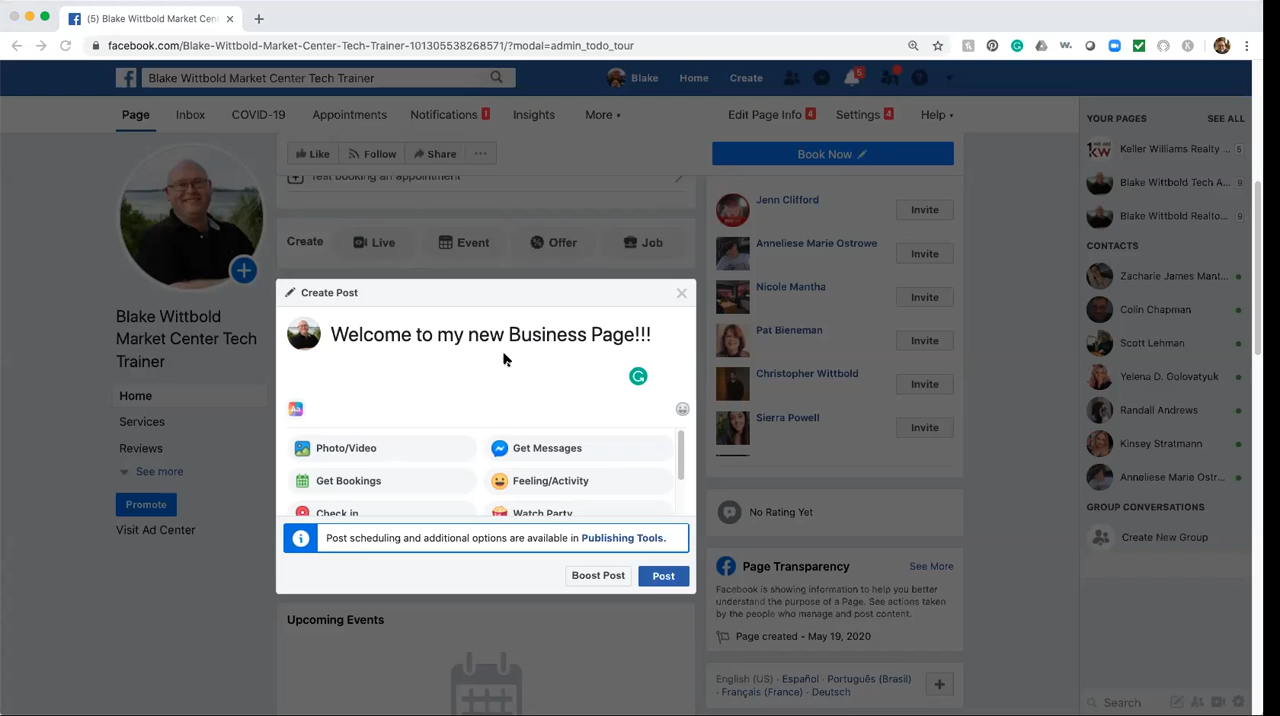 (5) Blake Wittbold Market Cen
facebook.com/Blake-Wittbold-Market-Center-Tech-Trainer-101305538268571/?modal=admin_todo_tour
Blake Wittbold Market Center Tech Trainer
Blake
Home
Create
5
Page
Inbox
COVID-19
Appointments
Notifications 1
Insights
More
Edit Page Info 4
Settings 4
Help
Like
Follow
Share
...
Book Now
Test booking an appointment
Create
Live
Event
Offer
Job
Blake Wittbold
Market Center Tech
Trainer
Home
Services
Reviews
See more
Promote
Visit Ad Center
Create Post
Welcome to my new Business Page!!!
Aa
Photo/Video
Get Messages
Get Bookings
Feeling/Activity
Check in
Watch Party
Post scheduling and additional options are available in Publishing Tools.
Boost Post
Post
Upcoming Events
Jenn Clifford
Invite
Anneliese Marie Ostrowe
Invite
Nicole Mantha
Invite
Pat Bieneman
Invite
Christopher Wittbold
Invite
Sierra Powell
Invite
No Rating Yet
Page Transparency
See More
Facebook is showing information to help you better
understand the purpose of a Page. See actions taken
by the people who manage and post content.
Page created - May 19, 2020
English (US) · Español · Português (Brasil)
· Français (France) · Deutsch
YOUR PAGES
SEE ALL
Keller Williams Realty ... 5
Blake Wittbold Tech A... 9
Blake Wittbold Realto... 9
CONTACTS
Zacharie James Mant...
Colin Chapman
Scott Lehman
Yelena D. Golovatyuk
Randall Andrews
Kinsey Stratmann
Anneliese Marie Ostr...
GROUP CONVERSATIONS
Create New Group
Search